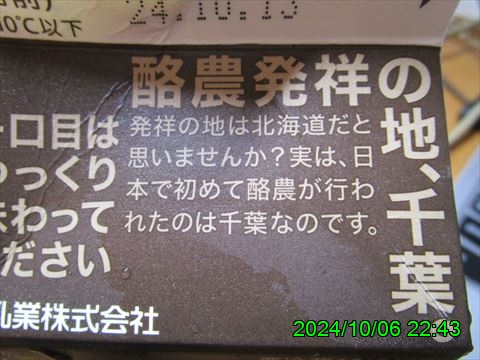 24.10.13
10℃以下
酪農発祥の地、千葉。
発祥の地は北海道だと
思いませんか？実は、日
本で初めて酪農が行わ
れたのは千葉なのです。
一口目は
ゆっくり
味わって
ください
乳業株式会社
2024/10/06 22:43